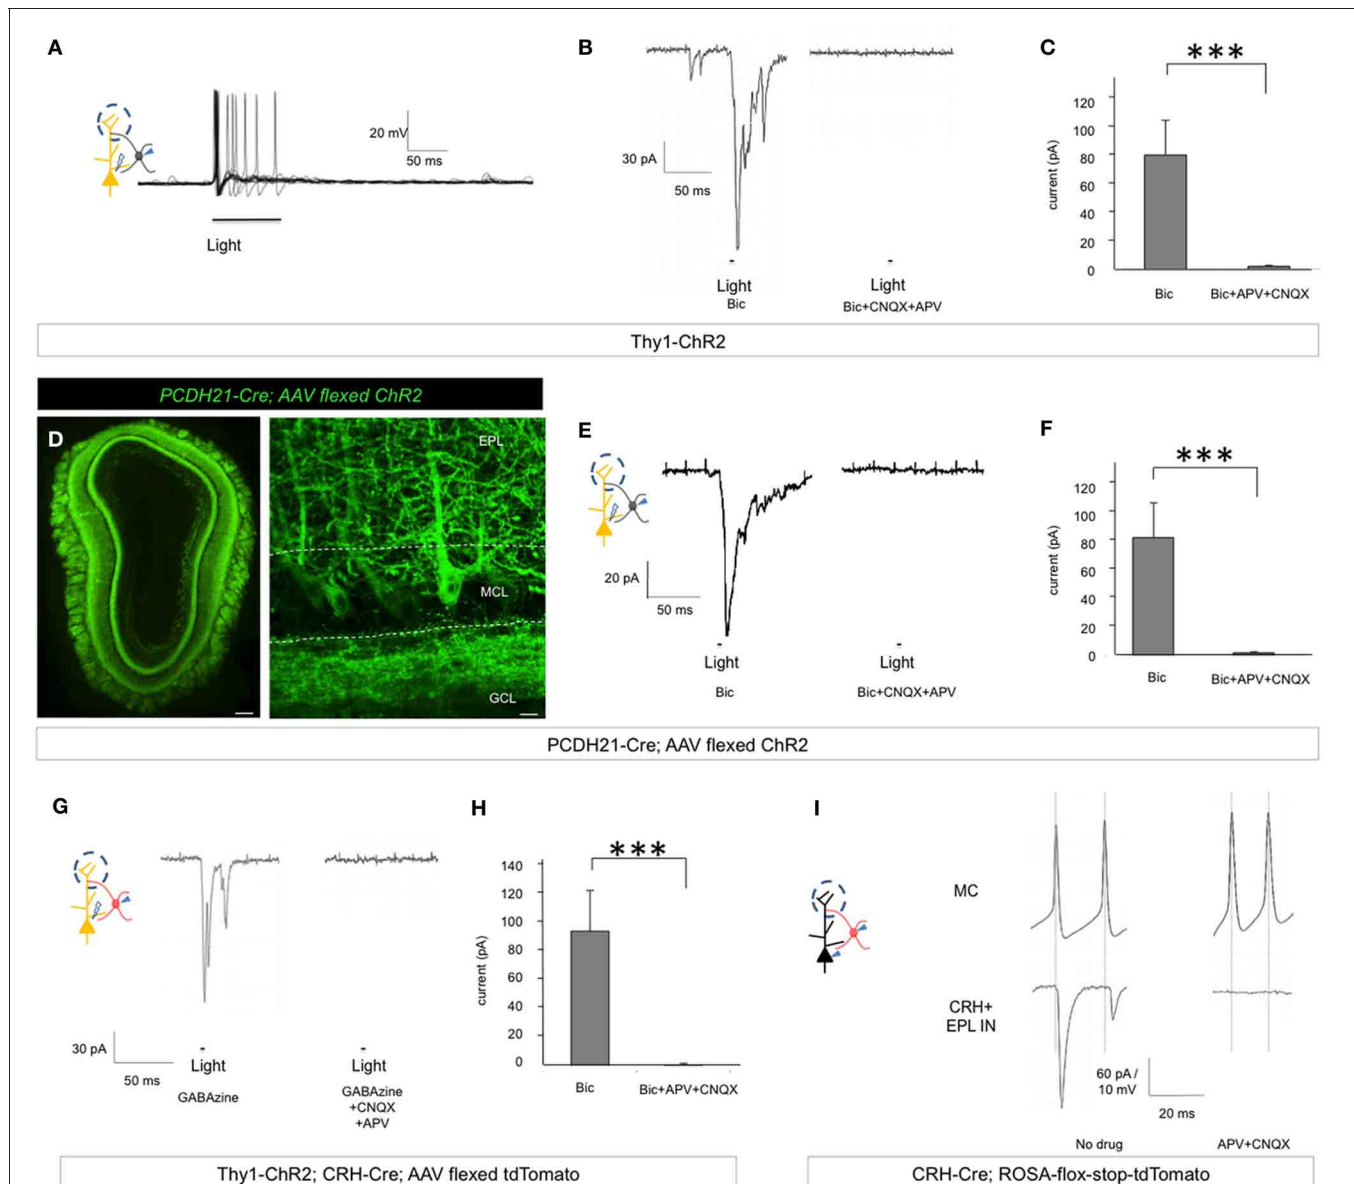 A
20 mV
50 ms
Light
B
30 pA
50 ms
Light
Bic
Light
Bic+CNQX+APV
C
***
120
100
80
60
40
20
0
current (pA)
Bic
Bic+APV+CNQX
Thy1-ChR2
PCDH21-Cre; AAV flexed ChR2
D
EPL
MCL
GCL
E
20 pA
50 ms
Light
Bic
Light
Bic+CNQX+APV
F
***
120
100
80
60
40
20
0
current (pA)
Bic
Bic+APV+CNQX
PCDH21-Cre; AAV flexed ChR2
G
30 pA
50 ms
Light
GABAzine
Light
GABAzine
+CNQX
+APV
H
***
140
120
100
80
60
40
20
0
current (pA)
Bic
Bic+APV+CNQX
Thy1-ChR2; CRH-Cre; AAV flexed tdTomato
I
MC
CRH+
EPL IN
60 pA /
10 mV
20 ms
No drug
APV+CNQX
CRH-Cre; ROSA-flox-stop-tdTomato